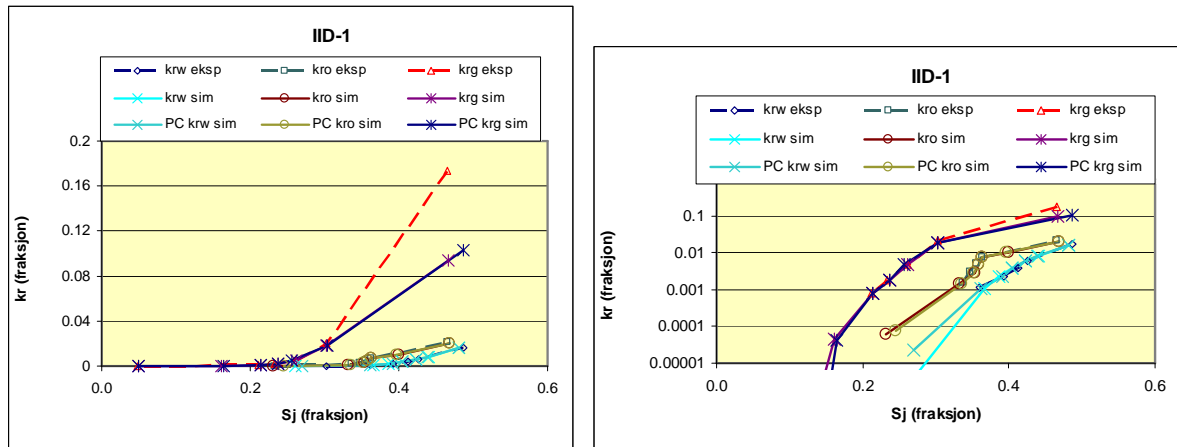 IID-1
krw eksp kro eksp krg eksp
krw sim kro sim krg sim
PC krw sim PC kro sim PC krg sim
0.2
0.16
0.12
0.08
0.04
0
0.0 0.2 0.4 0.6
kr (fraksjon)
Sj (fraksjon)
IID-1
krw eksp kro eksp krg eksp
krw sim kro sim krg sim
PC krw sim PC kro sim PC krg sim
0.1
0.01
0.001
0.0001
0.00001
0.0 0.2 0.4 0.6
kr (fraksjon)
Sj (fraksjon)